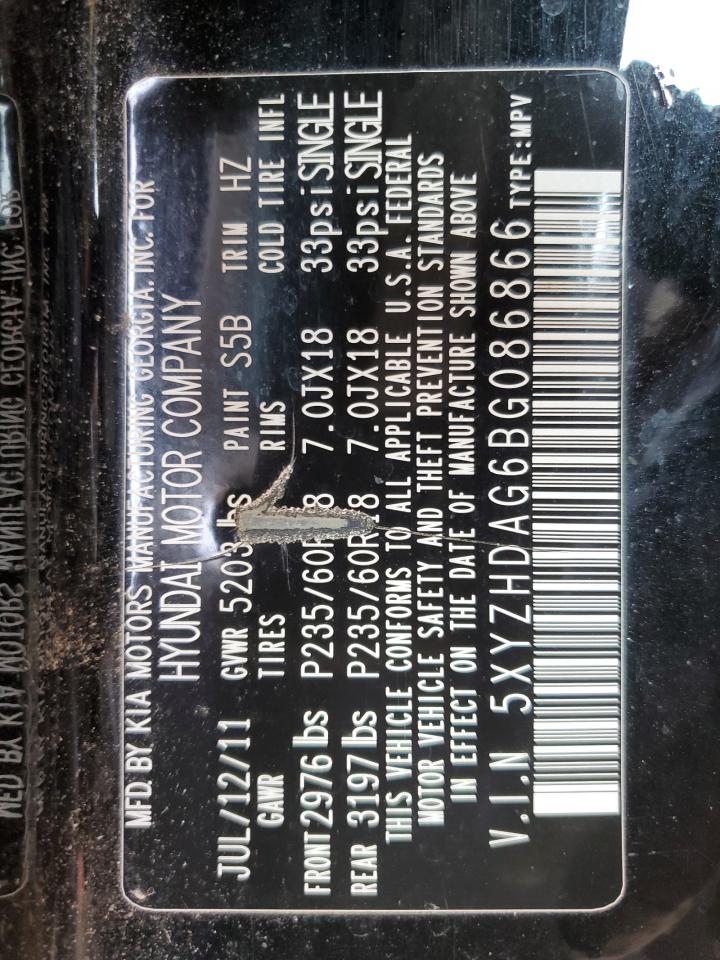 MFD. BY KIA MOTORS MANUFACTURING GEORGIA. INC. FOR
HYUNDAI MOTOR COMPANY
JUL/12/11 GVWR 5203 lbs PAINT S5B TRIM HZ
GAWR TIRES RIMS COLD TIRE INFL
FRONT 2976 lbs P235/60R18 7.0JX18 33psi SINGLE
REAR 3197 lbs P235/60R18 7.0JX18 33psi SINGLE
THIS VEHICLE CONFORMS TO ALL APPLICABLE U.S.A. FEDERAL
MOTOR VEHICLE SAFETY AND THEFT PREVENTION STANDARDS
IN EFFECT ON THE DATE OF MANUFACTURE SHOWN ABOVE
V.I.N 5XYZHDAG6BG086866 TYPE:MPV